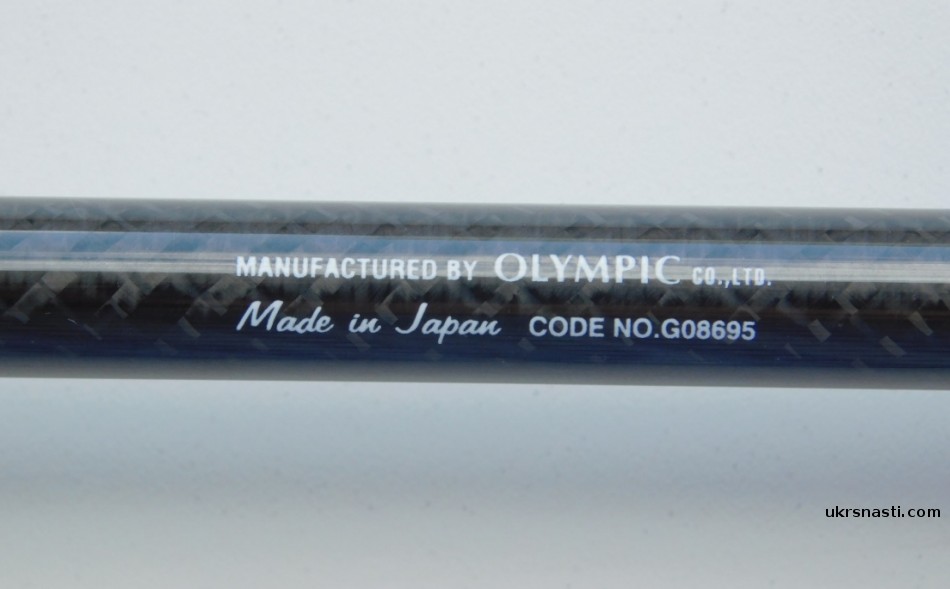 MANUFACTURED BY OLYMPIC CO.,LTD.
Made in Japan CODE NO.G08695
ukrsnasti.com